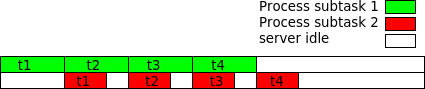 Process subtask 1
Process subtask 2
server idle
t1 t2 t3 t4
t1 t2 t3 t4